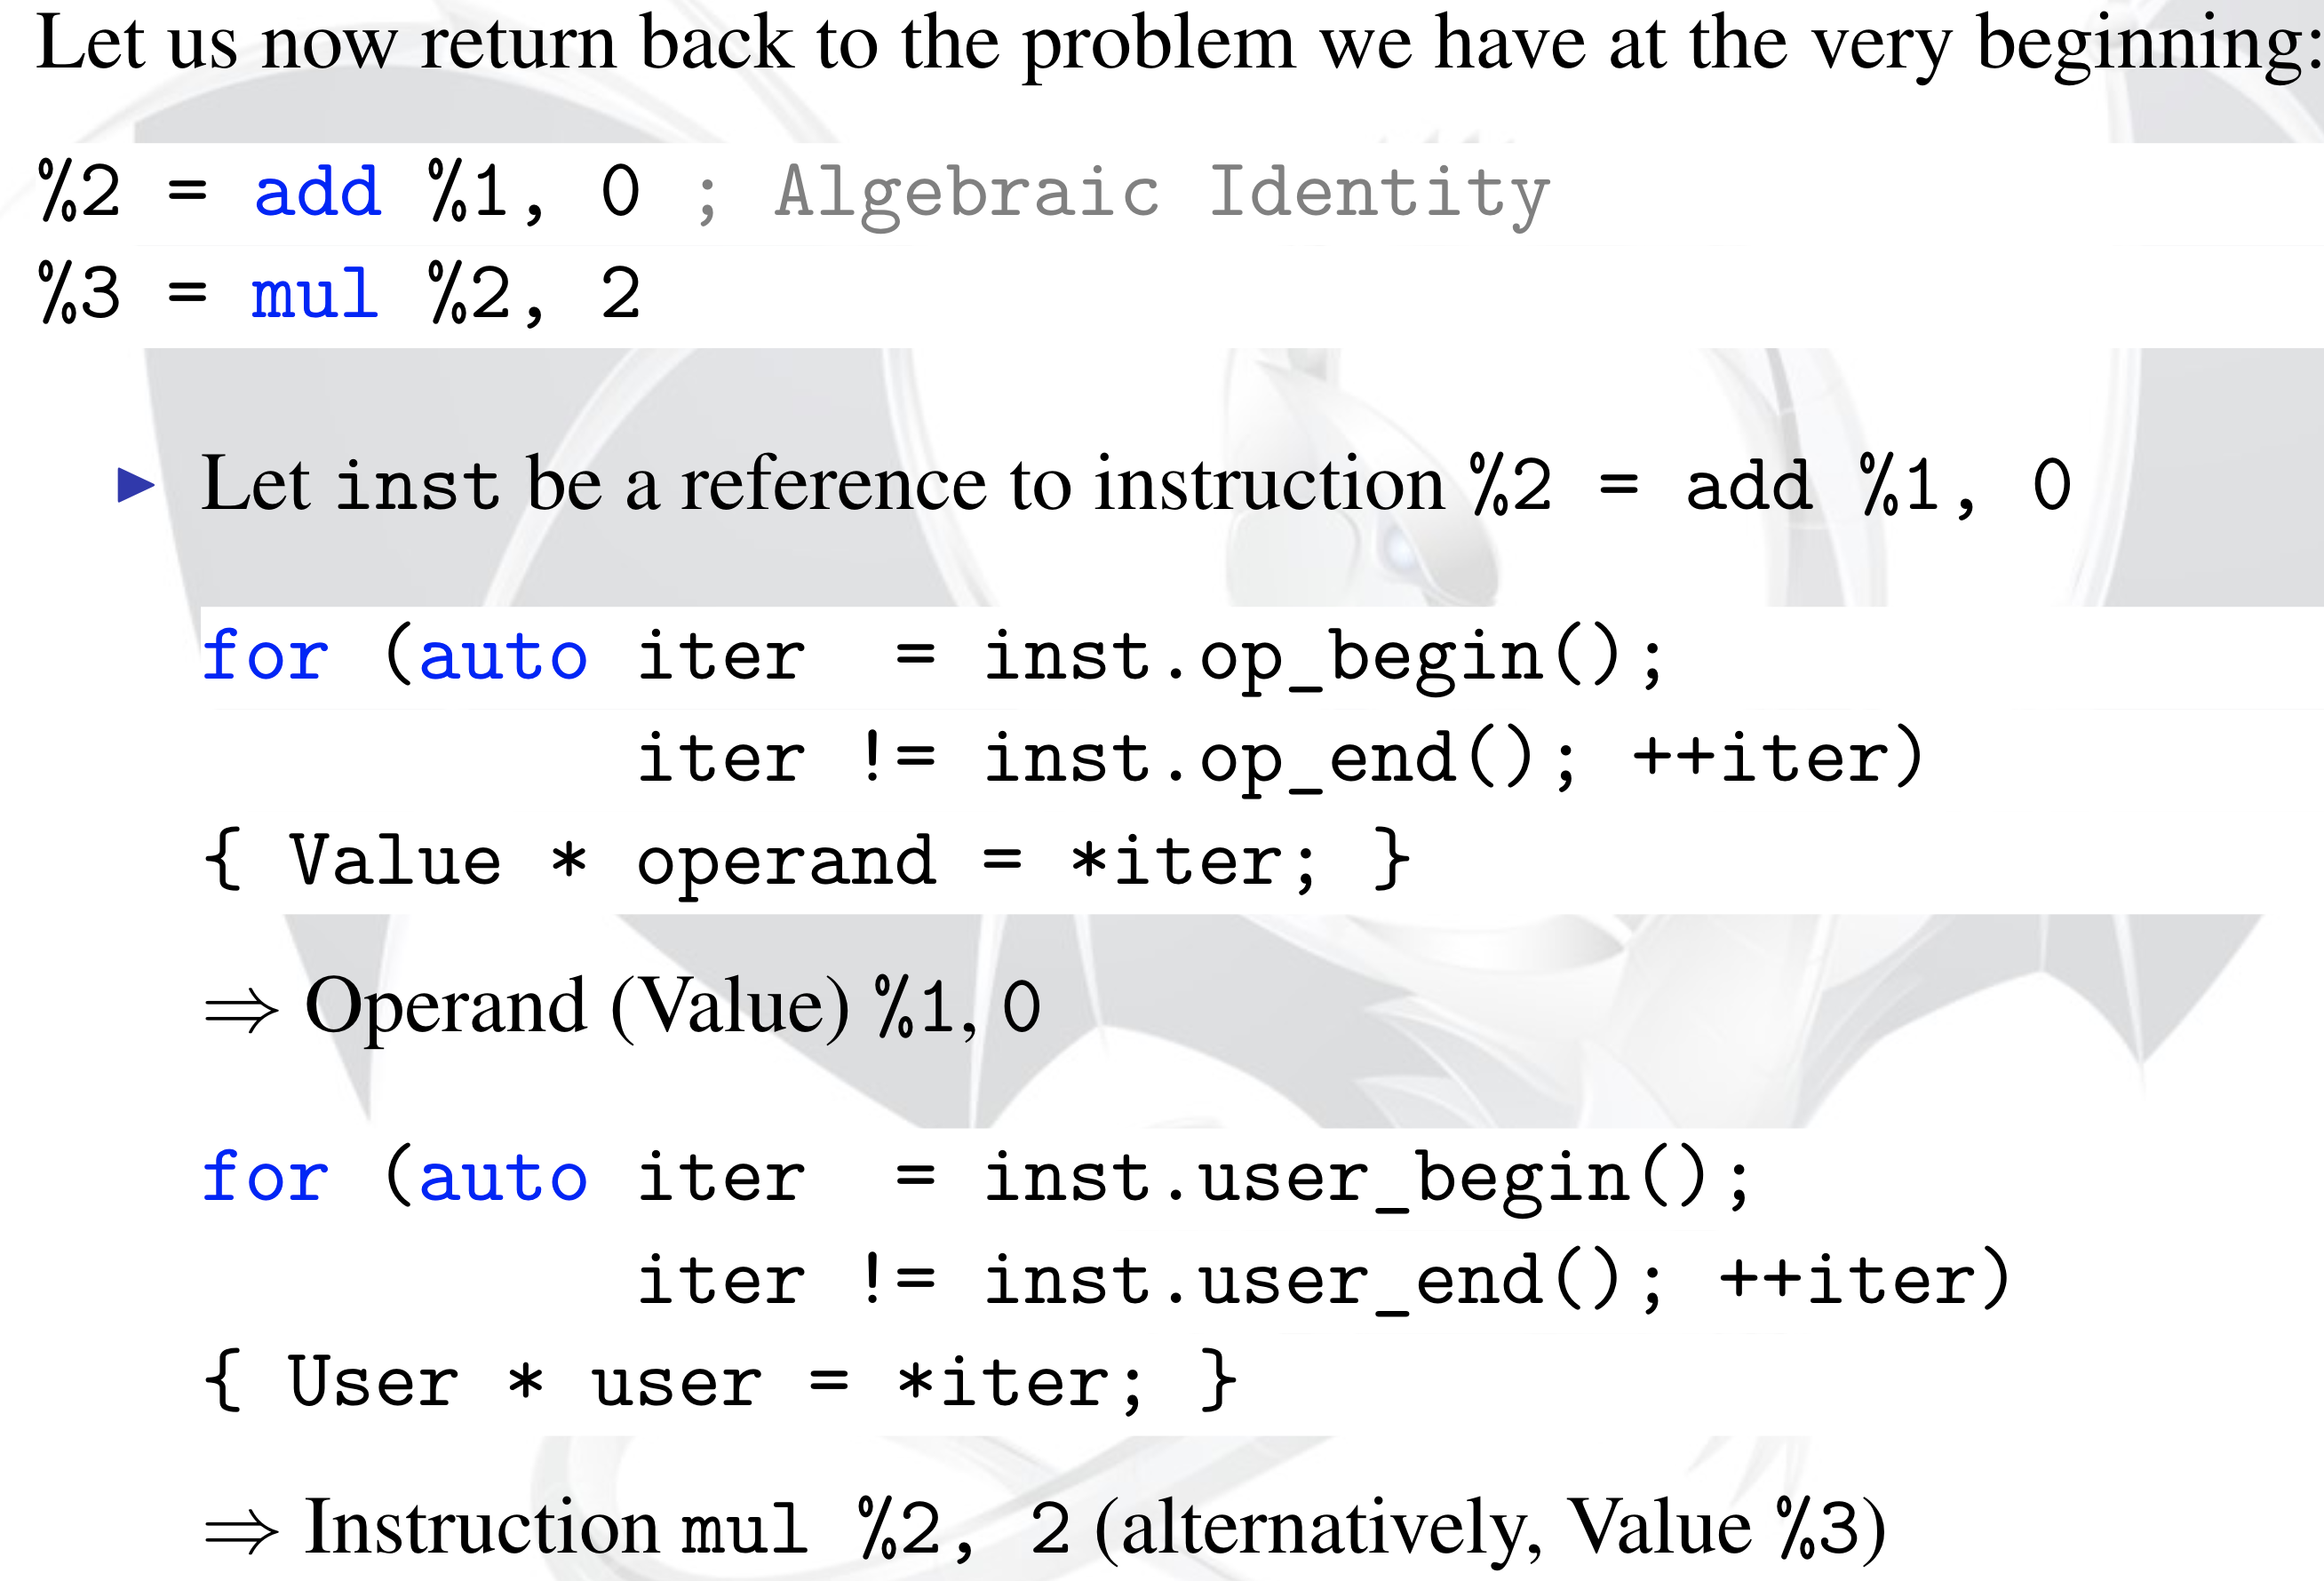 Let us now return back to the problem we have at the very beginning:
%2 = add %1, 0 ; Algebraic Identity
%3 = mul %2, 2
▶ Let inst be a reference to instruction %2 = add %1, 0
for (auto iter  = inst.op_begin();
          iter != inst.op_end(); ++iter)
{ Value * operand = *iter; }
⇒ Operand (Value) %1, 0
for (auto iter  = inst.user_begin();
          iter != inst.user_end(); ++iter)
{ User * user = *iter; }
⇒ Instruction mul %2, 2 (alternatively, Value %3)